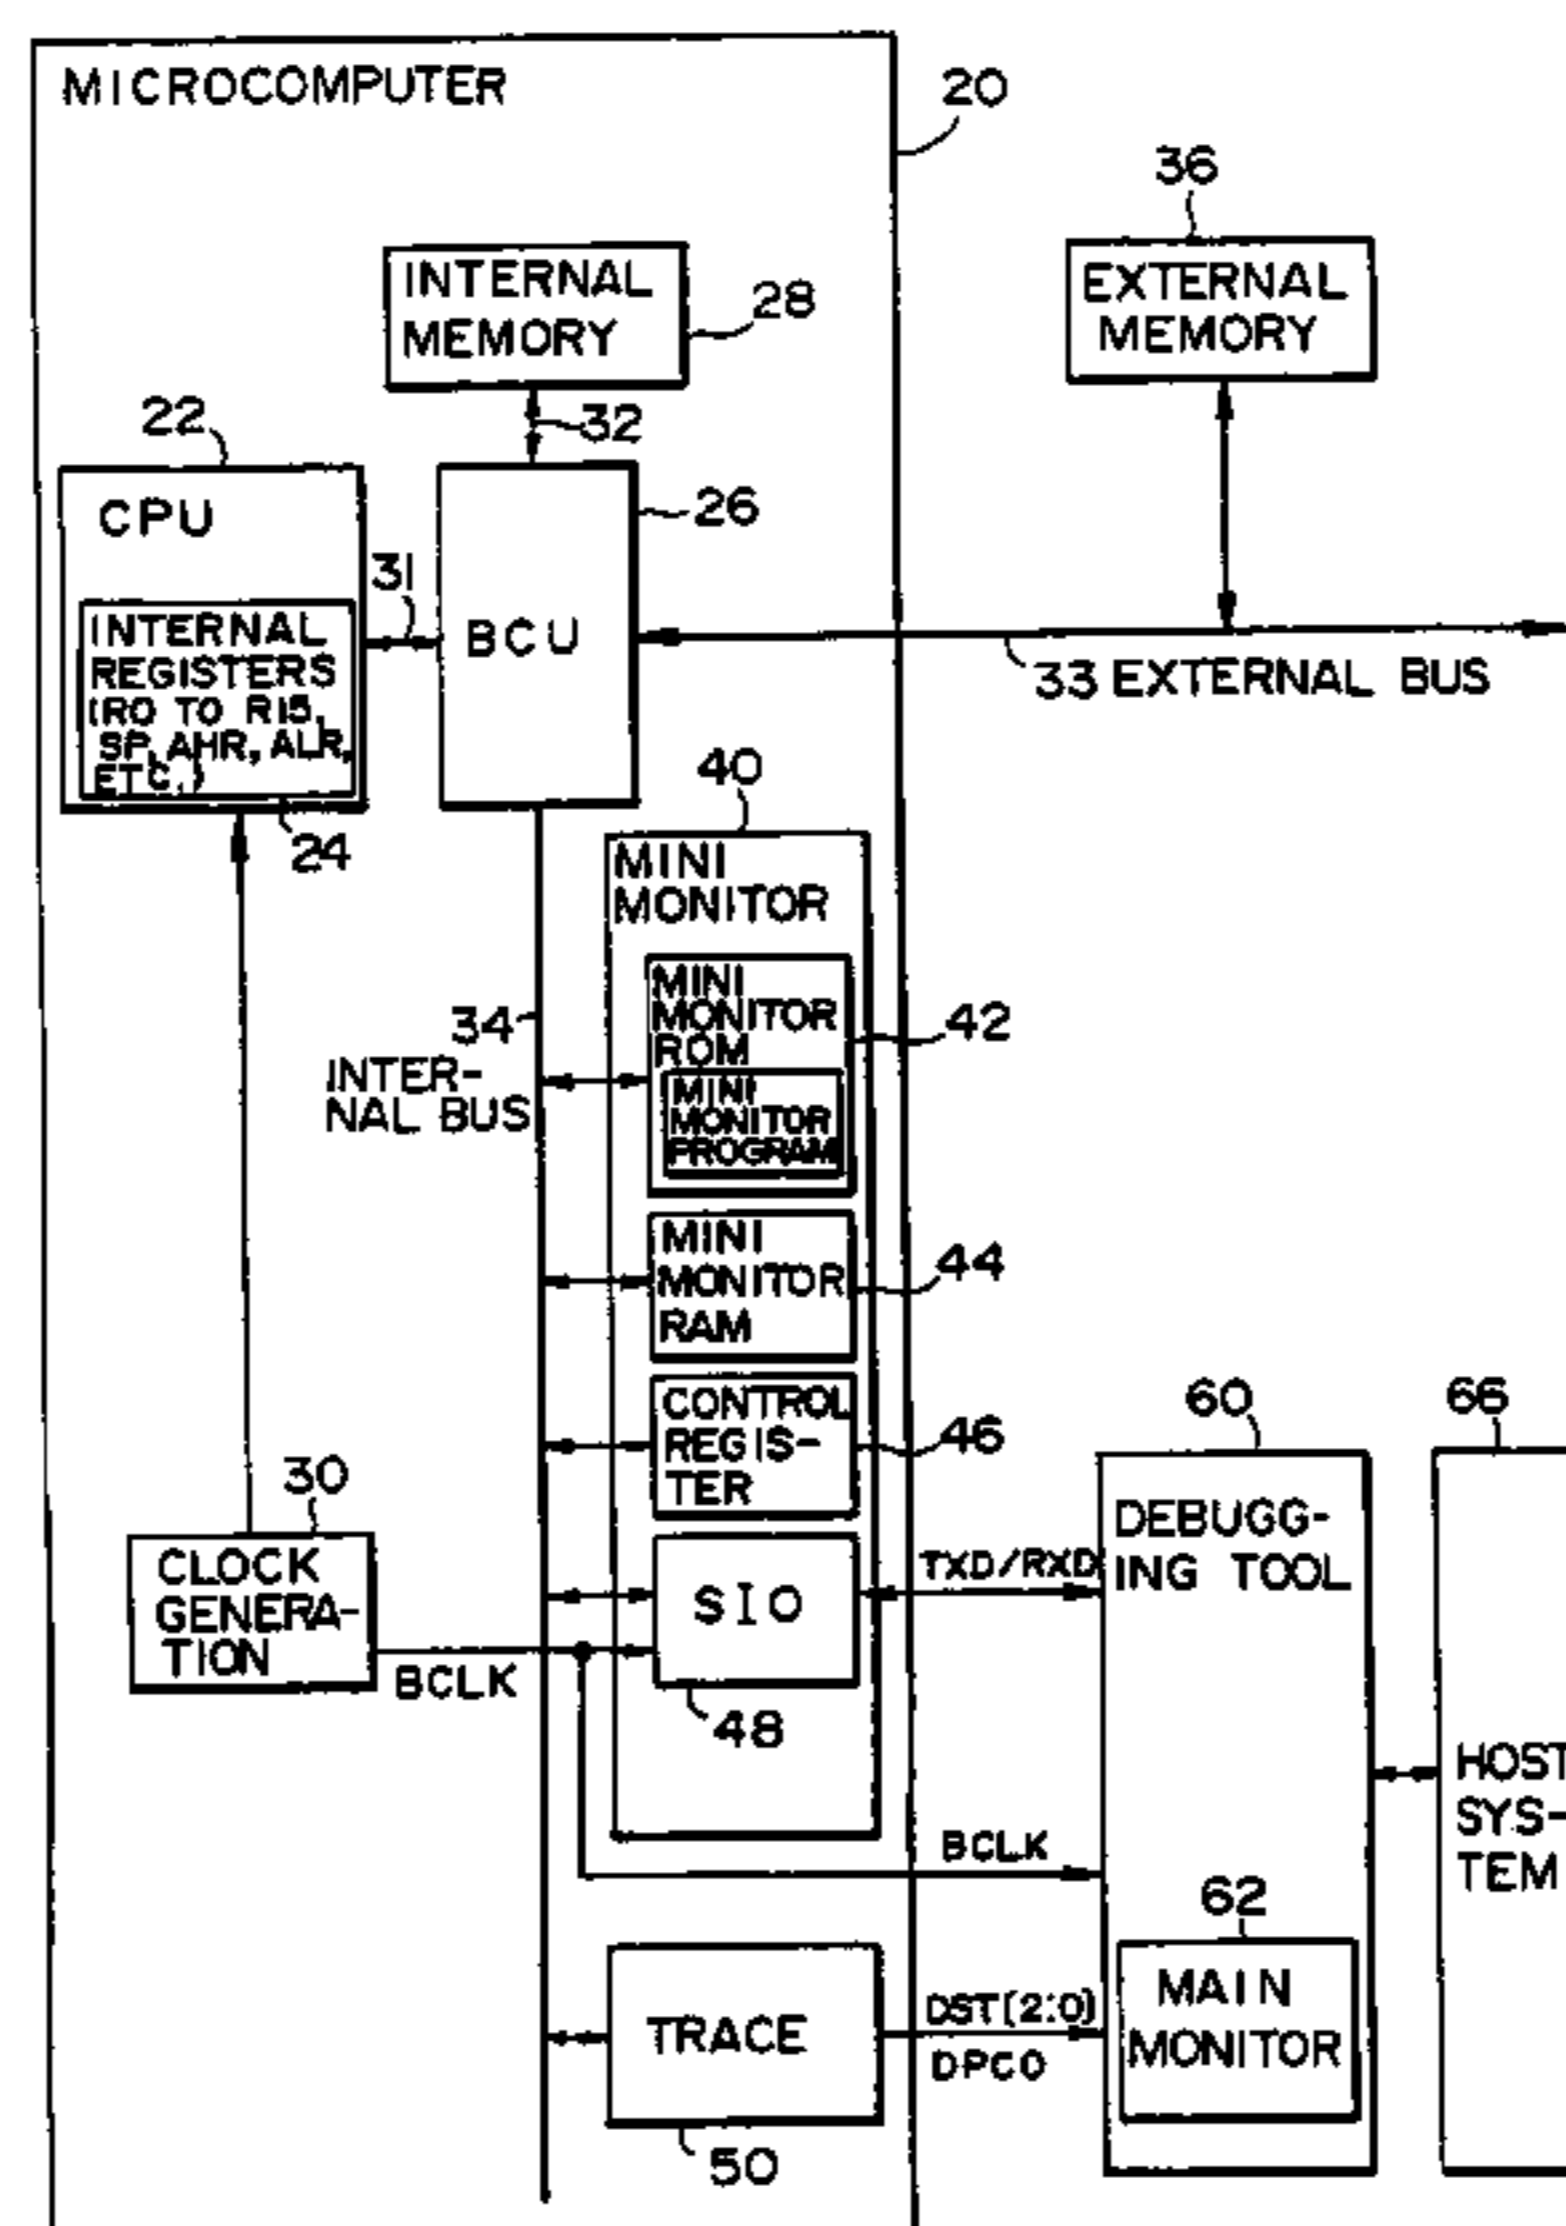 MICROCOMPUTER
20
36
INTERNAL
MEMORY
28
EXTERNAL
MEMORY
32
22
CPU
26
31
INTERNAL
REGISTERS
(R0 TO R15,
SP, AHR, ALR,
ETC.)
BCU
33 EXTERNAL BUS
24
40
MINI
MONITOR
MINI
MONITOR
ROM
42
34
INTER-
NAL BUS
MINI
MONITOR
PROGRAM
MINI
MONITOR
RAM
44
CONTROL
REGIS-
TER
46
60
66
30
CLOCK
GENERA-
TION
BCLK
SIO
TXD/RXD
DEBUGG-
ING TOOL
48
HOST
SYS-
TEM
BCLK
62
MAIN
MONITOR
TRACE
DST(2:0)
DPCO
50